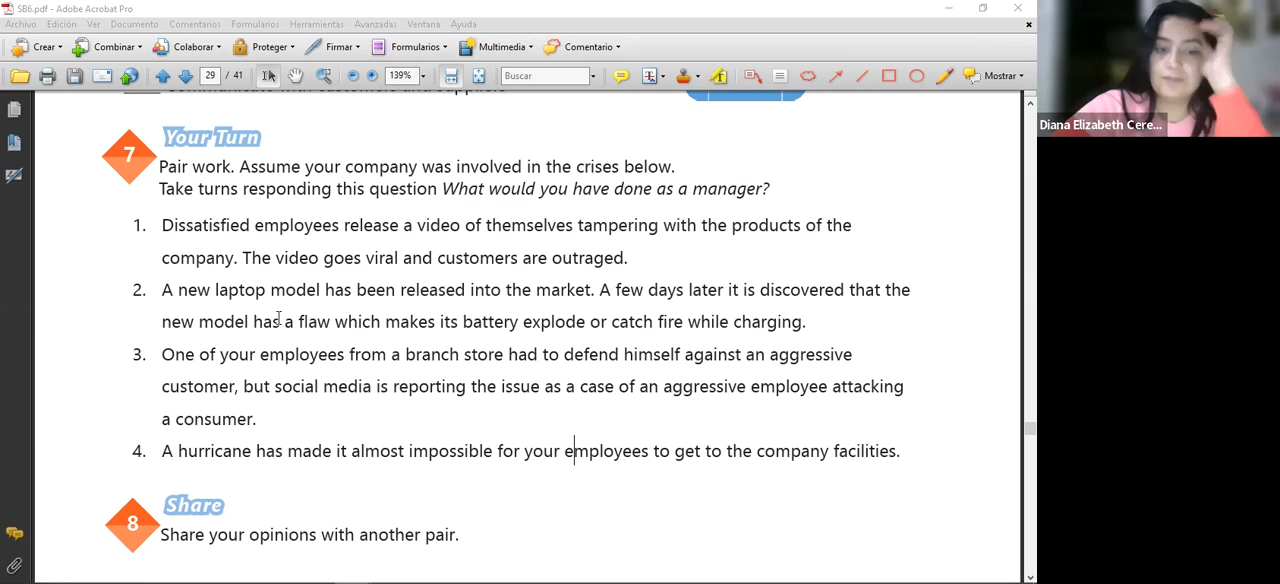 SB6.pdf - Adobe Acrobat Pro
Archivo Edición Ver Documento Comentarios Formularios Herramientas Avanzadas Ventana Ayuda
Crear Combinar Colaborar Proteger Firmar Formularios Multimedia Comentario
29 / 41 139% Buscar Mostrar
Communicate with customers and suppliers
Diana Elizabeth Cere...
7 Your Turn
Pair work. Assume your company was involved in the crises below.
Take turns responding this question What would you have done as a manager?
1. Dissatisfied employees release a video of themselves tampering with the products of the
company. The video goes viral and customers are outraged.
2. A new laptop model has been released into the market. A few days later it is discovered that the
new model has a flaw which makes its battery explode or catch fire while charging.
3. One of your employees from a branch store had to defend himself against an aggressive
customer, but social media is reporting the issue as a case of an aggressive employee attacking
a consumer.
4. A hurricane has made it almost impossible for your employees to get to the company facilities.
8 Share
Share your opinions with another pair.